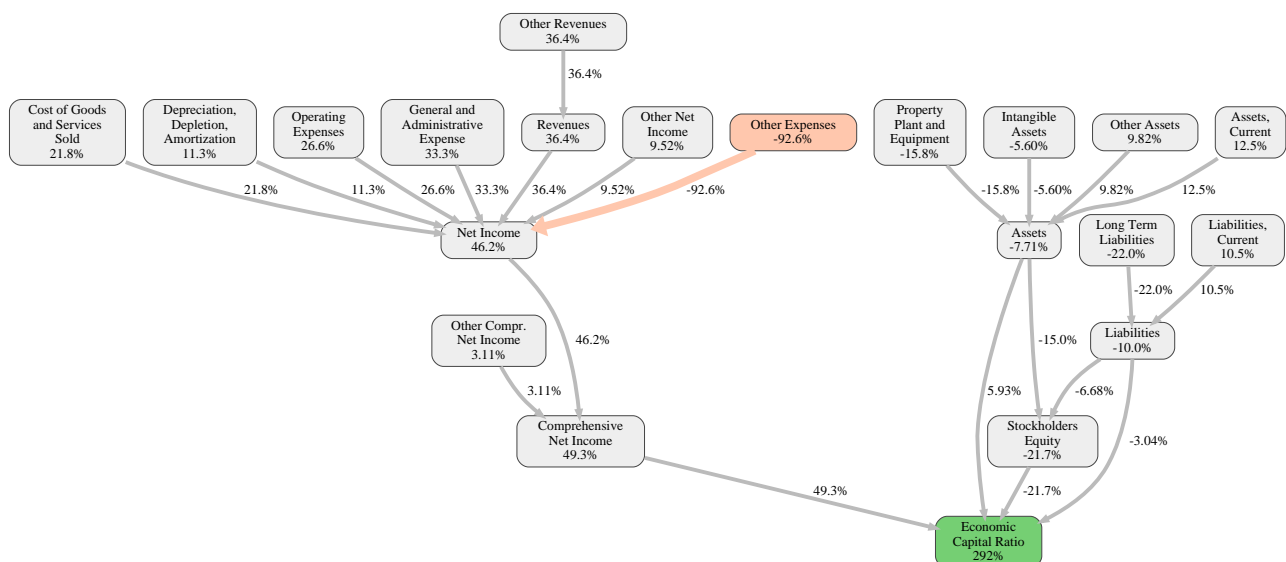 Other Revenues
36.4%
36.4%
Cost of Goods
and Services
Sold
21.8%
Depreciation,
Depletion,
Amortization
11.3%
Operating
Expenses
26.6%
General and
Administrative
Expense
33.3%
Revenues
36.4%
Other Net
Income
9.52%
Other Expenses
-92.6%
Property
Plant and
Equipment
-15.8%
Intangible
Assets
-5.60%
Other Assets
9.82%
Assets,
Current
12.5%
21.8%
11.3%
26.6%
33.3%
36.4%
9.52%
-92.6%
-15.8%
-5.60%
9.82%
12.5%
Net Income
46.2%
Assets
-7.71%
Long Term
Liabilities
-22.0%
Liabilities,
Current
10.5%
-22.0%
10.5%
Other Compr.
Net Income
3.11%
46.2%
-15.0%
Liabilities
-10.0%
3.11%
5.93%
-6.68%
Comprehensive
Net Income
49.3%
Stockholders
Equity
-21.7%
-3.04%
49.3%
-21.7%
Economic
Capital Ratio
292%